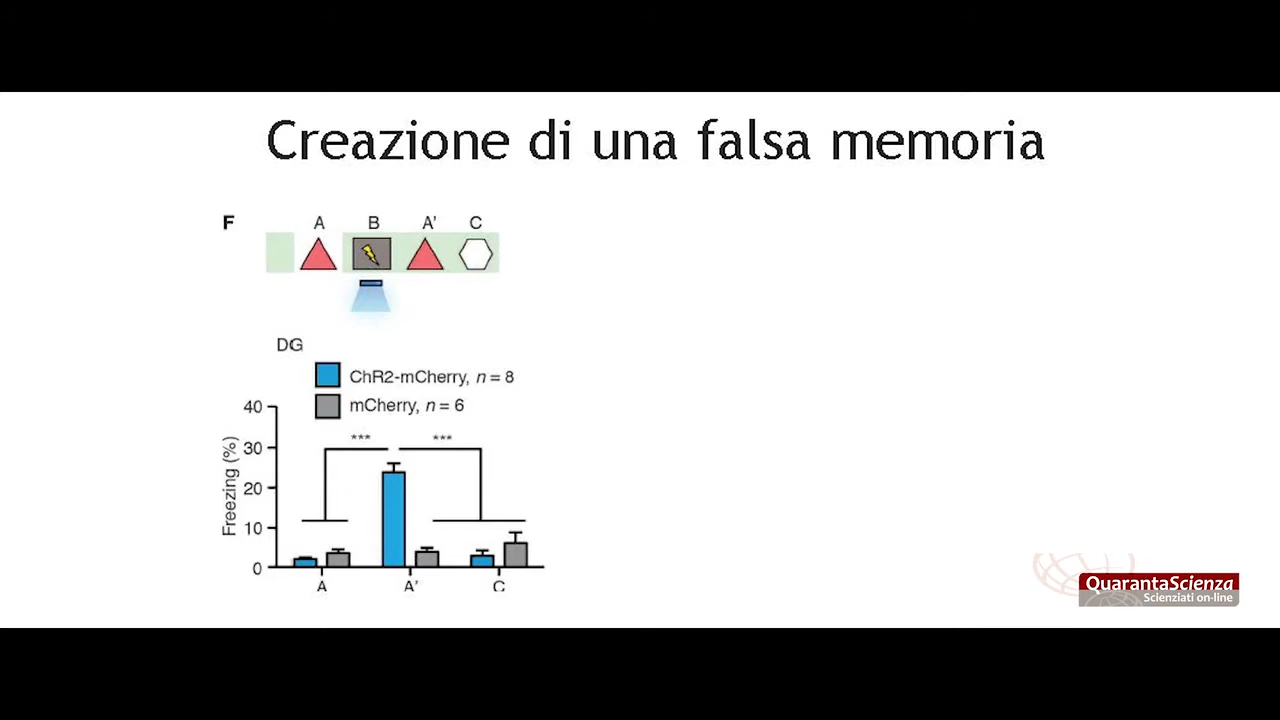 Creazione di una falsa memoria
F
A B A' C
DG
ChR2-mCherry, n = 8
mCherry, n = 6
40
30
20
10
0
Freezing (%)
*** ***
A A' C
QuarantaScienza
Scienziati on-line